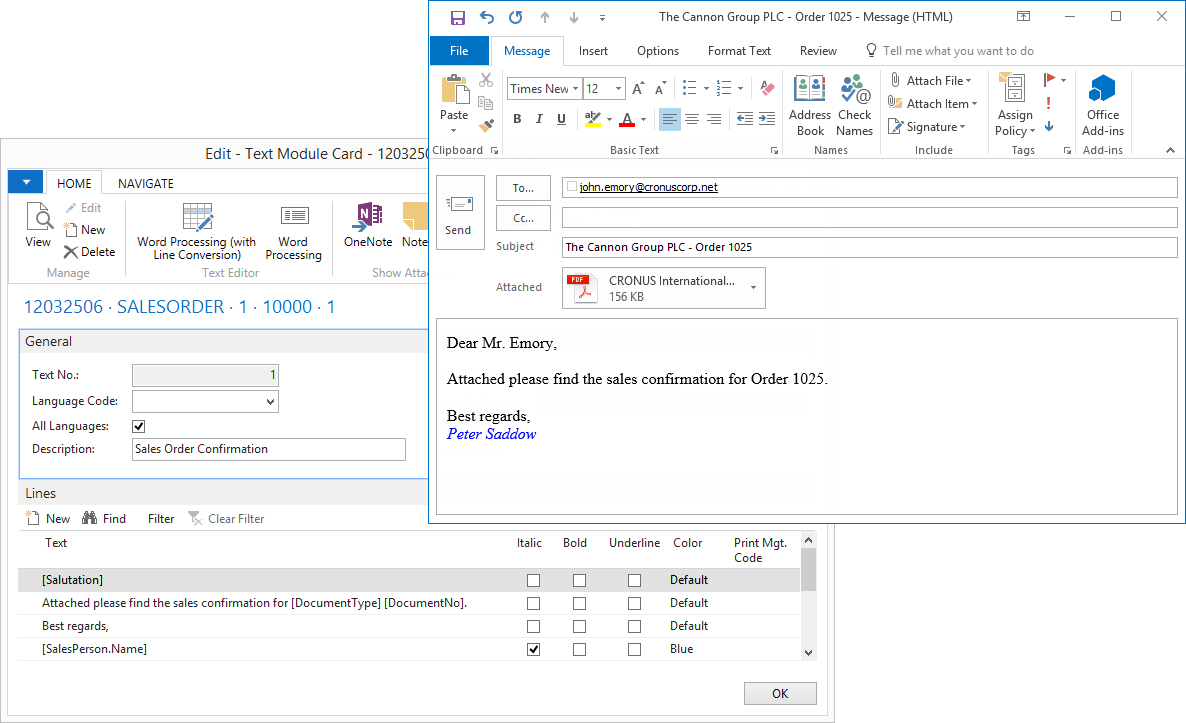 The Cannon Group PLC - Order 1025 - Message (HTML)
File Message Insert Options Format Text Review Tell me what you want to do
Paste
Clipboard
Times New 12
B I U ab A
Basic Text
Address Book
Check Names
Names
Attach File
Attach Item
Signature
Include
Assign Policy
Tags
Office Add-ins
Add-ins
Send
To... john.emory@cronuscorp.net
Cc...
Subject The Cannon Group PLC - Order 1025
Attached PDF CRONUS International...
156 KB
Dear Mr. Emory,
Attached please find the sales confirmation for Order 1025.
Best regards,
Peter Saddow
Edit - Text Module Card - 1203250
HOME NAVIGATE
View
Edit
New
Delete
Manage
Word Processing (with Line Conversion)
Word Processing
Text Editor
OneNote
Note
Show Atta
12032506 · SALESORDER · 1 · 10000 · 1
General
Text No.: 1
Language Code:
All Languages:
Description: Sales Order Confirmation
Lines
New Find Filter Clear Filter
Text Italic Bold Underline Color Print Mgt. Code
[Salutation] Default
Attached please find the sales confirmation for [DocumentType] [DocumentNo]. Default
Best regards, Default
[SalesPerson.Name] Blue
OK